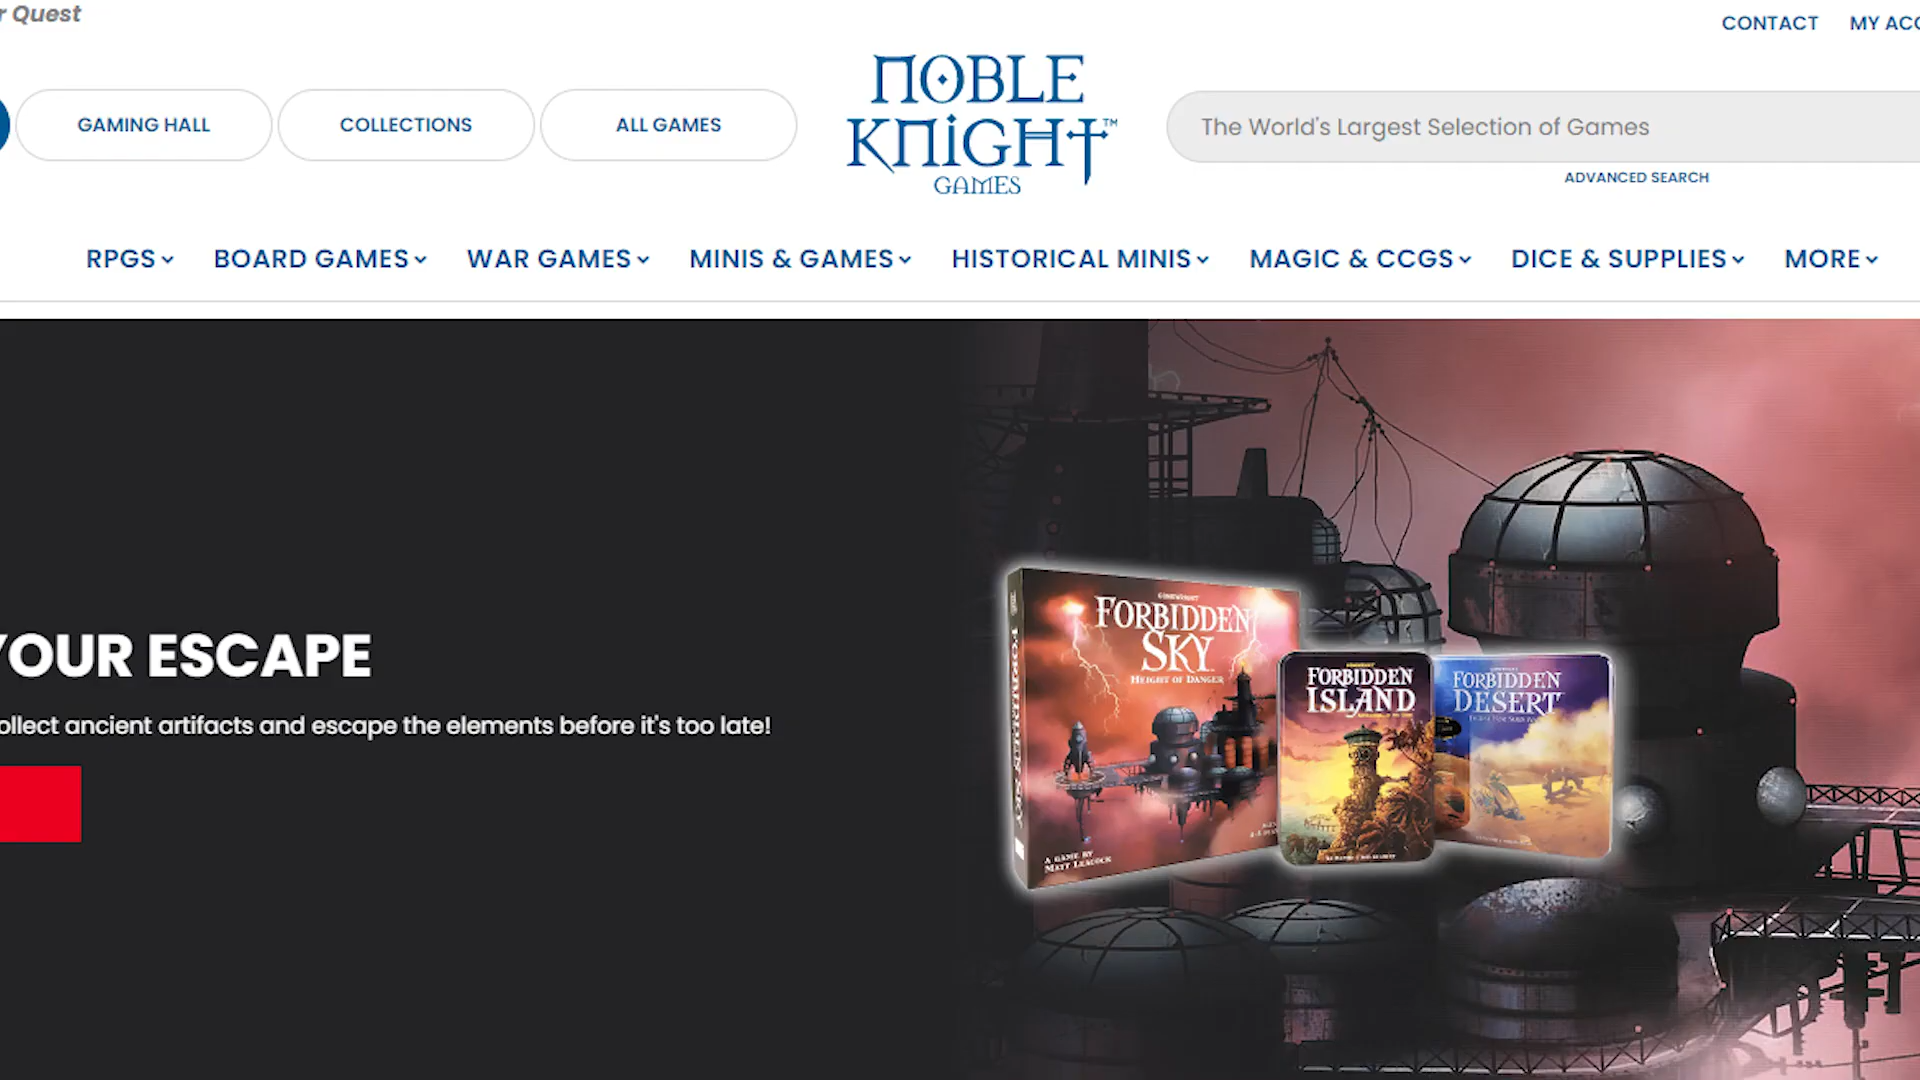 r Quest
CONTACT MY ACC
GAMING HALL COLLECTIONS ALL GAMES
NOBLE
KNIGHT™
GAMES
The World's Largest Selection of Games
ADVANCED SEARCH
RPGS BOARD GAMES WAR GAMES MINIS & GAMES HISTORICAL MINIS MAGIC & CCGS DICE & SUPPLIES MORE
YOUR ESCAPE
ollect ancient artifacts and escape the elements before it's too late!
GAMEWRIGHT
FORBIDDEN
SKY
HEIGHT OF DANGER
FORBIDDEN SKY
A GAME BY
MATT LEACOCK
FORBIDDEN
ISLAND
FORBIDDEN
DESERT